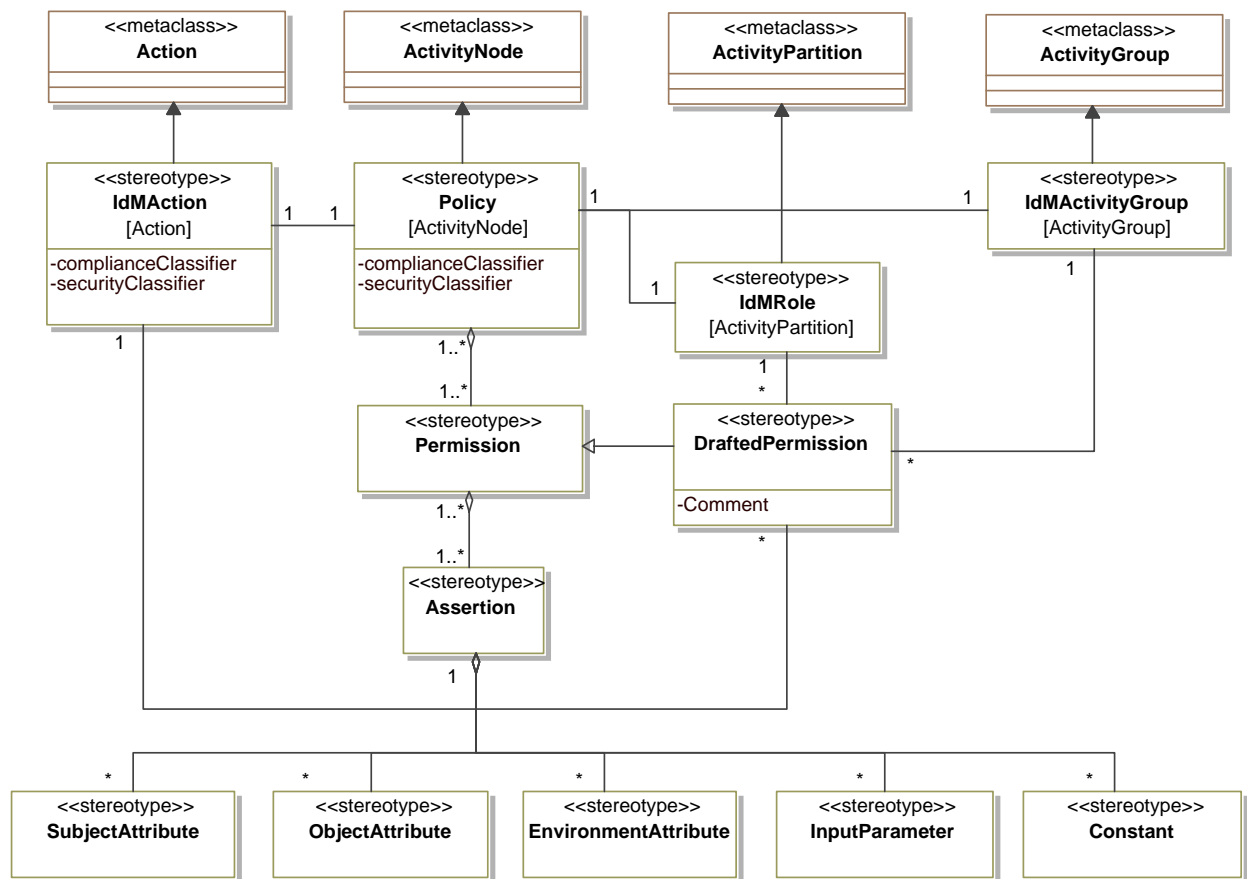 <<metaclass>>
Action
<<metaclass>>
ActivityNode
<<metaclass>>
ActivityPartition
<<metaclass>>
ActivityGroup
<<stereotype>>
IdMAction
[Action]
-complianceClassifier
-securityClassifier
1
1
<<stereotype>>
Policy
[ActivityNode]
-complianceClassifier
-securityClassifier
1
1
<<stereotype>>
IdMActivityGroup
[ActivityGroup]
1
1
<<stereotype>>
IdMRole
[ActivityPartition]
1
1
*
1..*
1..*
<<stereotype>>
Permission
<<stereotype>>
DraftedPermission
-Comment
*
*
1..*
1..*
<<stereotype>>
Assertion
1
*
*
*
*
*
<<stereotype>>
SubjectAttribute
<<stereotype>>
ObjectAttribute
<<stereotype>>
EnvironmentAttribute
<<stereotype>>
InputParameter
<<stereotype>>
Constant